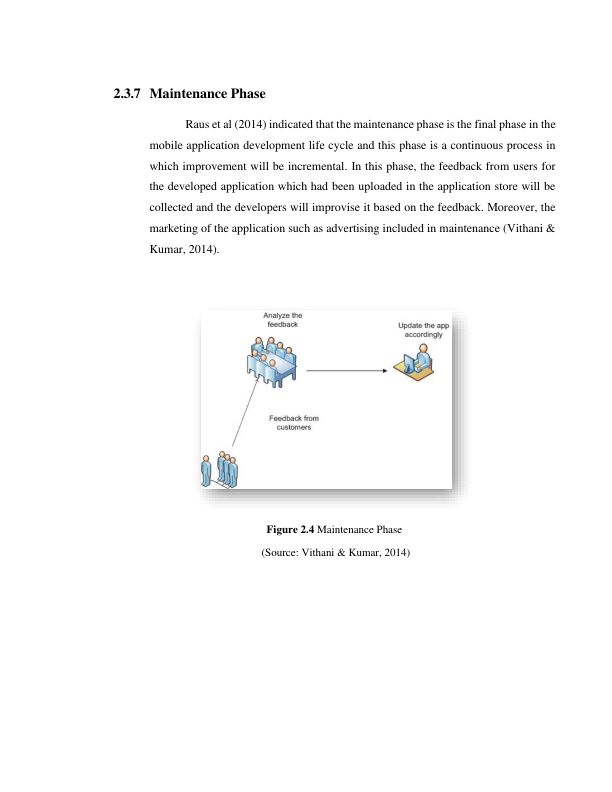 2.3.7 Maintenance Phase
Raus et al (2014) indicated that the maintenance phase is the final phase in the
mobile application development life cycle and this phase is a continuous process in
which improvement will be incremental. In this phase, the feedback from users for
the developed application which had been uploaded in the application store will be
collected and the developers will improvise it based on the feedback. Moreover, the
marketing of the application such as advertising included in maintenance (Vithani &
Kumar, 2014).
Analyze the
feedback
Update the app
accordingly
Feedback from
customers
Figure 2.4 Maintenance Phase
(Source: Vithani & Kumar, 2014)